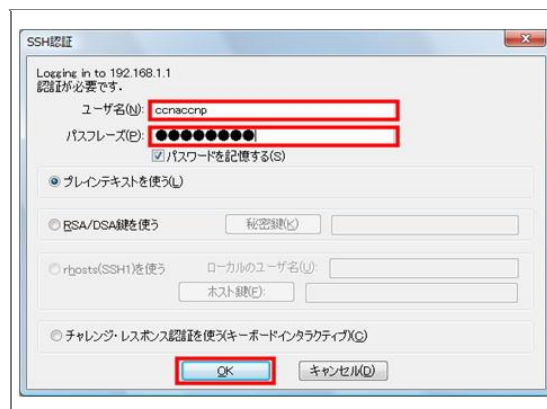 SSH認証
Logging in to 192.168.1.1
認証が必要です.
ユーザ名(N): ccnaccnp
パスフレーズ(P): ●●●●●●●●
パスワードを記憶する(S)
プレインテキストを使う(L)
RSA/DSA鍵を使う 秘密鍵(K)
rhosts(SSH1)を使う ローカルのユーザ名(U):
ホスト鍵(F):
チャレンジ・レスポンス認証を使う(キーボードインタラクティブ)(C)
OK キャンセル(D)